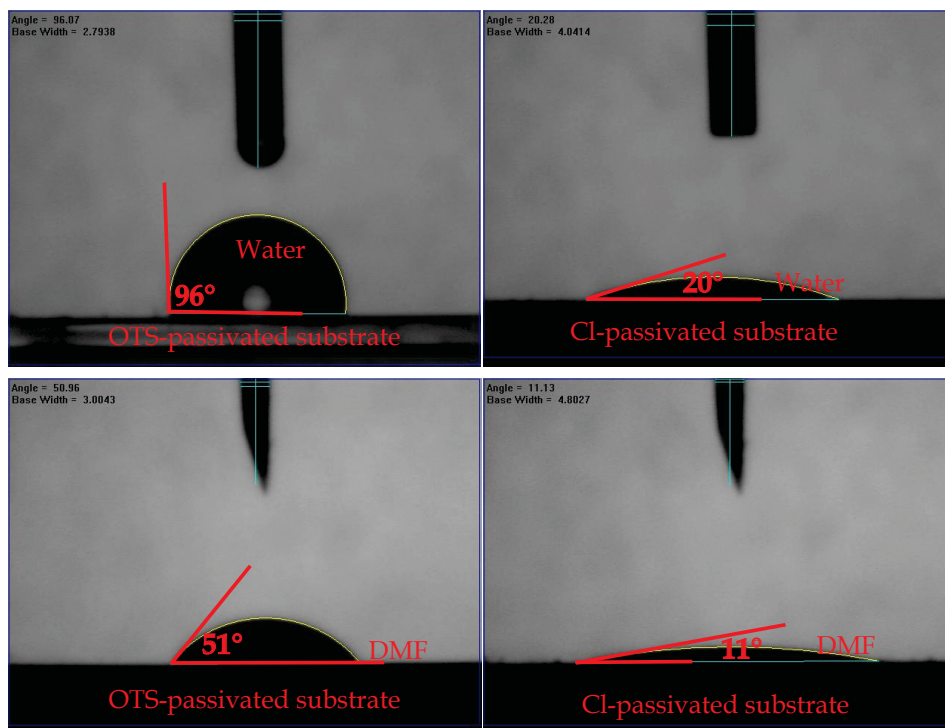 Angle = 96.07
Base Width = 2.7938
Water
96°
OTS-passivated substrate
Angle = 20.28
Base Width = 4.0414
20°
Water
Cl-passivated substrate
Angle = 50.96
Base Width = 3.0043
51°
DMF
OTS-passivated substrate
Angle = 11.13
Base Width = 4.8027
11°
DMF
Cl-passivated substrate